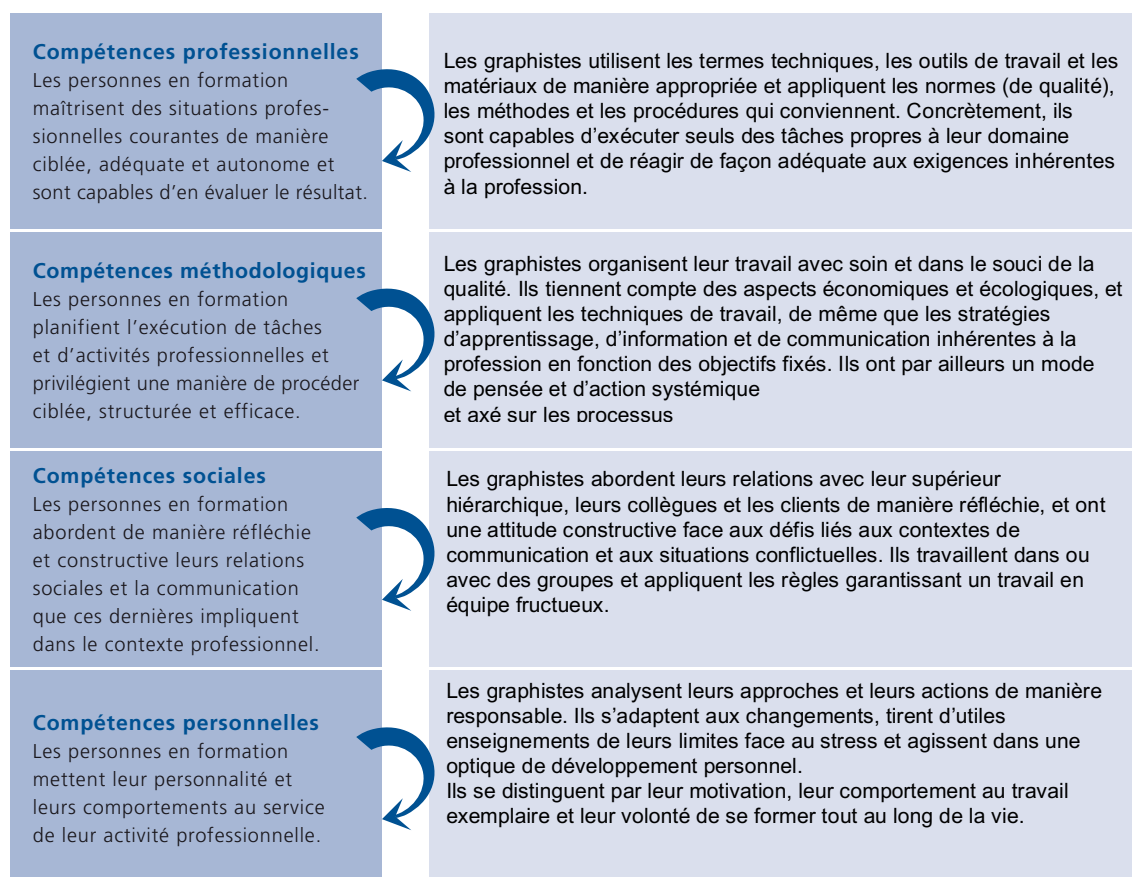 Compétences professionnelles
Les personnes en formation
maîtrisent des situations profes-
sionnelles courantes de manière
ciblée, adéquate et autonome et
sont capables d’en évaluer le résultat.
Les graphistes utilisent les termes techniques, les outils de travail et les
matériaux de manière appropriée et appliquent les normes (de qualité),
les méthodes et les procédures qui conviennent. Concrètement, ils
sont capables d’exécuter seuls des tâches propres à leur domaine
professionnel et de réagir de façon adéquate aux exigences inhérentes
à la profession.
Compétences méthodologiques
Les personnes en formation
planifient l’exécution de tâches
et d’activités professionnelles et
privilégient une manière de procéder
ciblée, structurée et efficace.
Les graphistes organisent leur travail avec soin et dans le souci de la
qualité. Ils tiennent compte des aspects économiques et écologiques, et
appliquent les techniques de travail, de même que les stratégies
d’apprentissage, d’information et de communication inhérentes à la
profession en fonction des objectifs fixés. Ils ont par ailleurs un mode
de pensée et d’action systémique
et axé sur les processus
Compétences sociales
Les personnes en formation
abordent de manière réfléchie
et constructive leurs relations
sociales et la communication
que ces dernières impliquent
dans le contexte professionnel.
Les graphistes abordent leurs relations avec leur supérieur
hiérarchique, leurs collègues et les clients de manière réfléchie, et ont
une attitude constructive face aux défis liés aux contextes de
communication et aux situations conflictuelles. Ils travaillent dans ou
avec des groupes et appliquent les règles garantissant un travail en
équipe fructueux.
Compétences personnelles
Les personnes en formation
mettent leur personnalité et
leurs comportements au service
de leur activité professionnelle.
Les graphistes analysent leurs approches et leurs actions de manière
responsable. Ils s’adaptent aux changements, tirent d’utiles
enseignements de leurs limites face au stress et agissent dans une
optique de développement personnel.
Ils se distinguent par leur motivation, leur comportement au travail
exemplaire et leur volonté de se former tout au long de la vie.